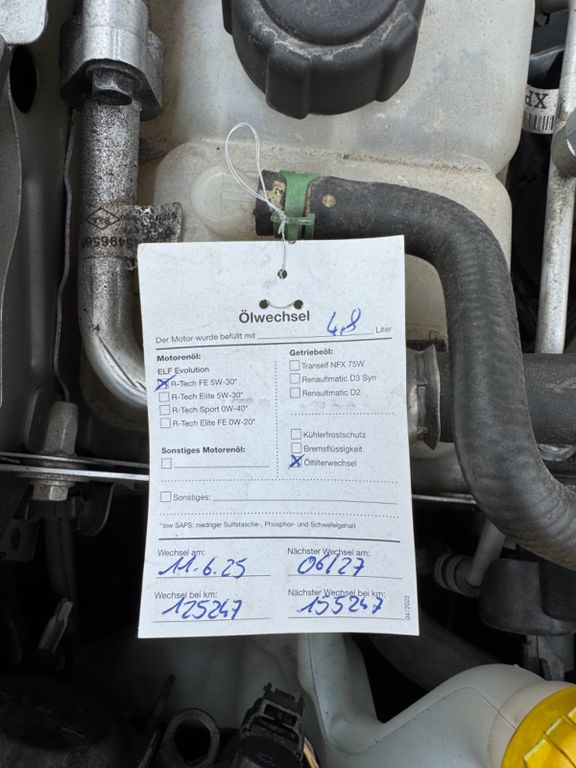 XP
Ölwechsel
Der Motor wurde befüllt mit 4,8 Liter
Motorenöl:
ELF Evolution
R-Tech FE 5W-30*
R-Tech Elite 5W-30*
R-Tech Sport 0W-40*
R-Tech Elite FE 0W-20*
Sonstiges Motorenöl:
Getriebeöl:
Tranself NFX 75W
Renaultmatic D3 Syn
Renaultmatic D2
Kühlerfrostschutz
Bremsflüssigkeit
Ölfilterwechsel
Sonstiges:
*low SAPS: niedriger Sulfatasche-, Phosphor- und Schwefelgehalt
Wechsel am: 11.6.25
Nächster Wechsel am: 06/27
Wechsel bei km: 125247
Nächster Wechsel bei km: 155247
04/2022